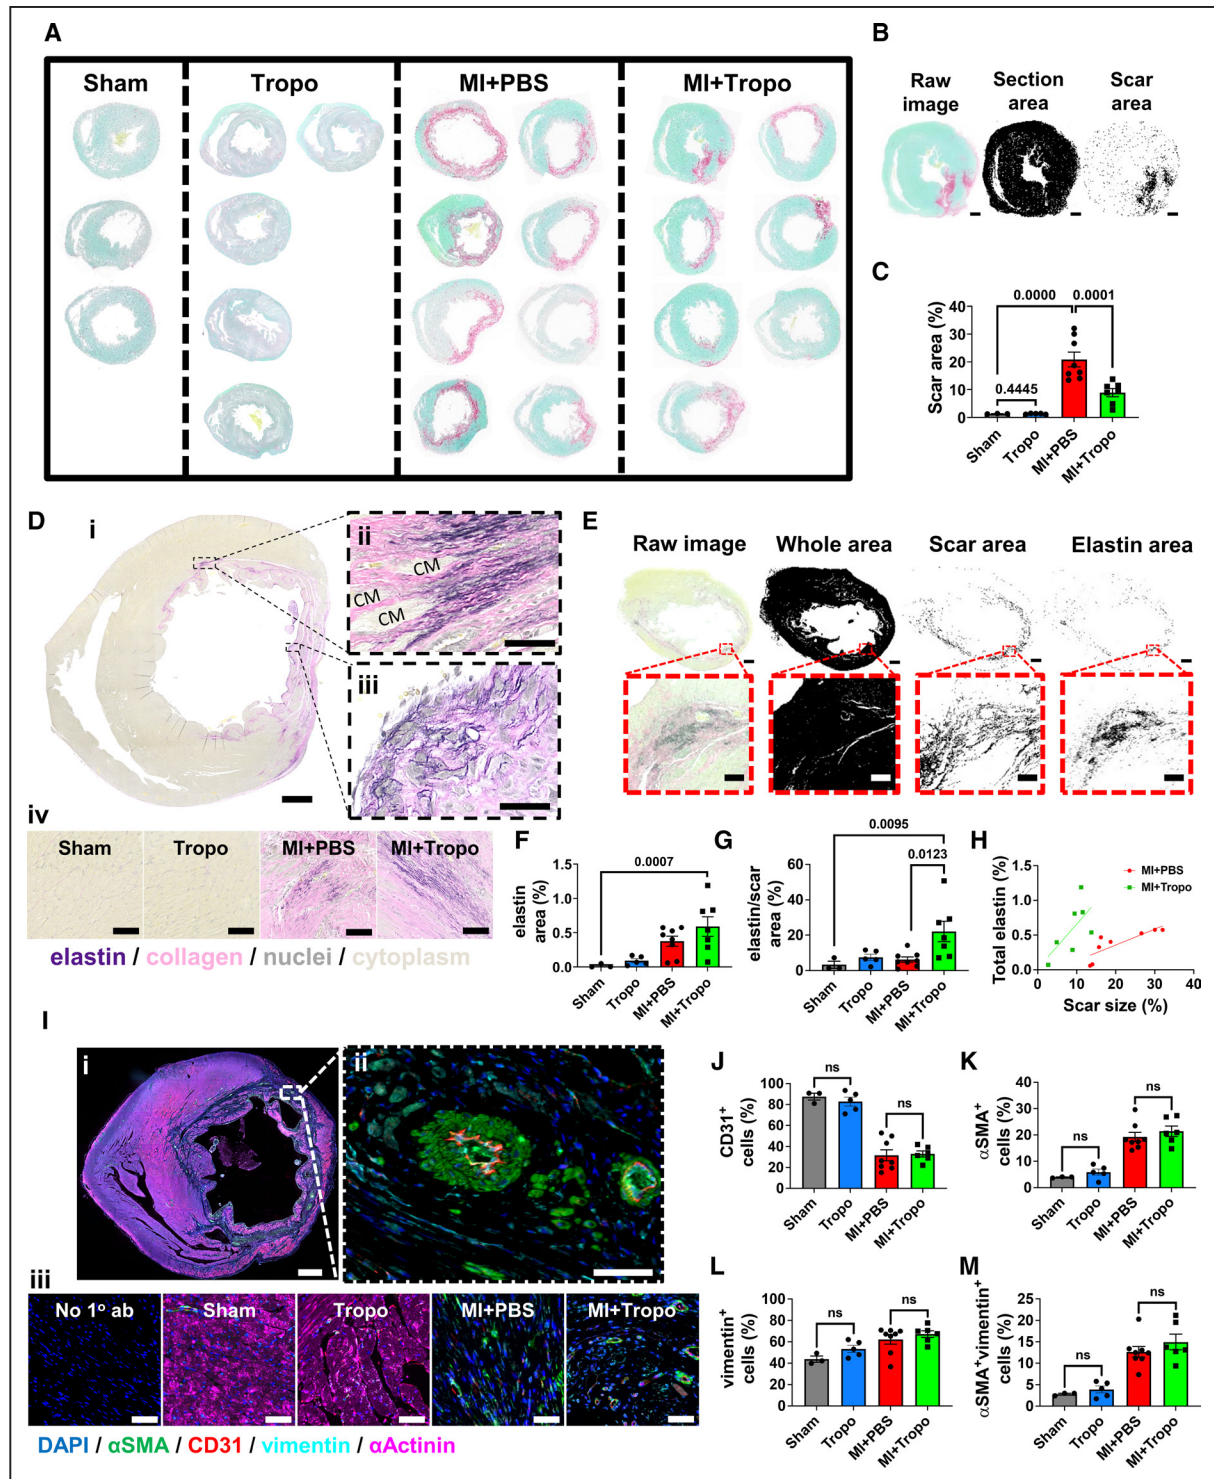 A
Sham Tropo MI+PBS MI+Tropo
B
Raw image Section area Scar area
C
Scar area (%)
40
30
20
10
0
0.0000 0.0001
0.4445
Sham Tropo MI+PBS MI+Tropo
D
i
ii
CM
CM
CM
iii
iv
Sham Tropo MI+PBS MI+Tropo
elastin / collagen / nuclei / cytoplasm
E
Raw image Whole area Scar area Elastin area
F
elastin area (%)
1.5
1.0
0.5
0.0
0.0007
Sham Tropo MI+PBS MI+Tropo
G
elastin/scar area (%)
60
40
20
0
0.0095
0.0123
Sham Tropo MI+PBS MI+Tropo
H
Total elastin (%)
1.5
1.0
0.5
0.0
MI+PBS
MI+Tropo
0 10 20 30 40
Scar size (%)
I
i
ii
iii
No 1º ab Sham Tropo MI+PBS MI+Tropo
DAPI / αSMA / CD31 / vimentin / αActinin
J
CD31⁺ cells (%)
100
80
60
40
20
0
ns
ns
Sham Tropo MI+PBS MI+Tropo
K
αSMA⁺ cells (%)
40
30
20
10
0
ns
ns
Sham Tropo MI+PBS MI+Tropo
L
vimentin⁺ cells (%)
100
80
60
40
20
0
ns
ns
Sham Tropo MI+PBS MI+Tropo
M
αSMA⁺vimentin⁺ cells (%)
25
20
15
10
5
0
ns
ns
Sham Tropo MI+PBS MI+Tropo